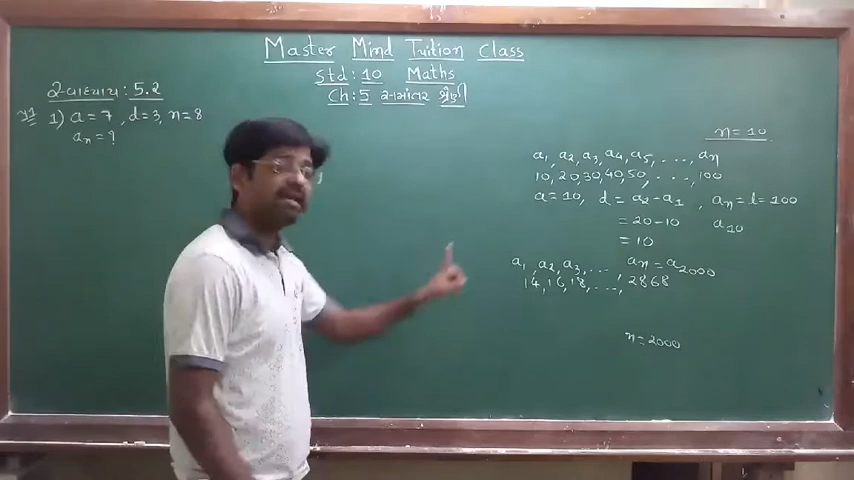 Master Mind Tuition Class
Std: 10 Maths
Ch: 5 સમાંતર શ્રેણી
સ્વાધ્યાય: 5.2
1) a = 7, d = 3, n = 8
an = ?
n = 10
a1, a2, a3, a4, a5, ...., an
10, 20, 30, 40, 50, ...., 100
a = 10, d = a2 - a1, an = l = 100
= 20 - 10 a10
= 10
a1, a2, a3, ..., an = a2000
14, 16, 18, ...., 2868
n = 2000